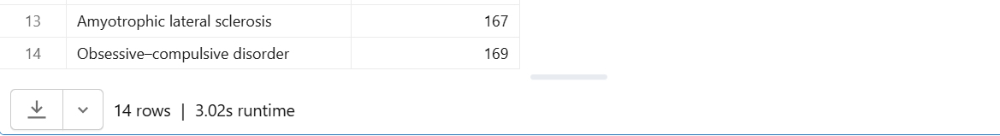 13 Amyotrophic lateral sclerosis 167
14 Obsessive–compulsive disorder 169
14 rows | 3.02s runtime